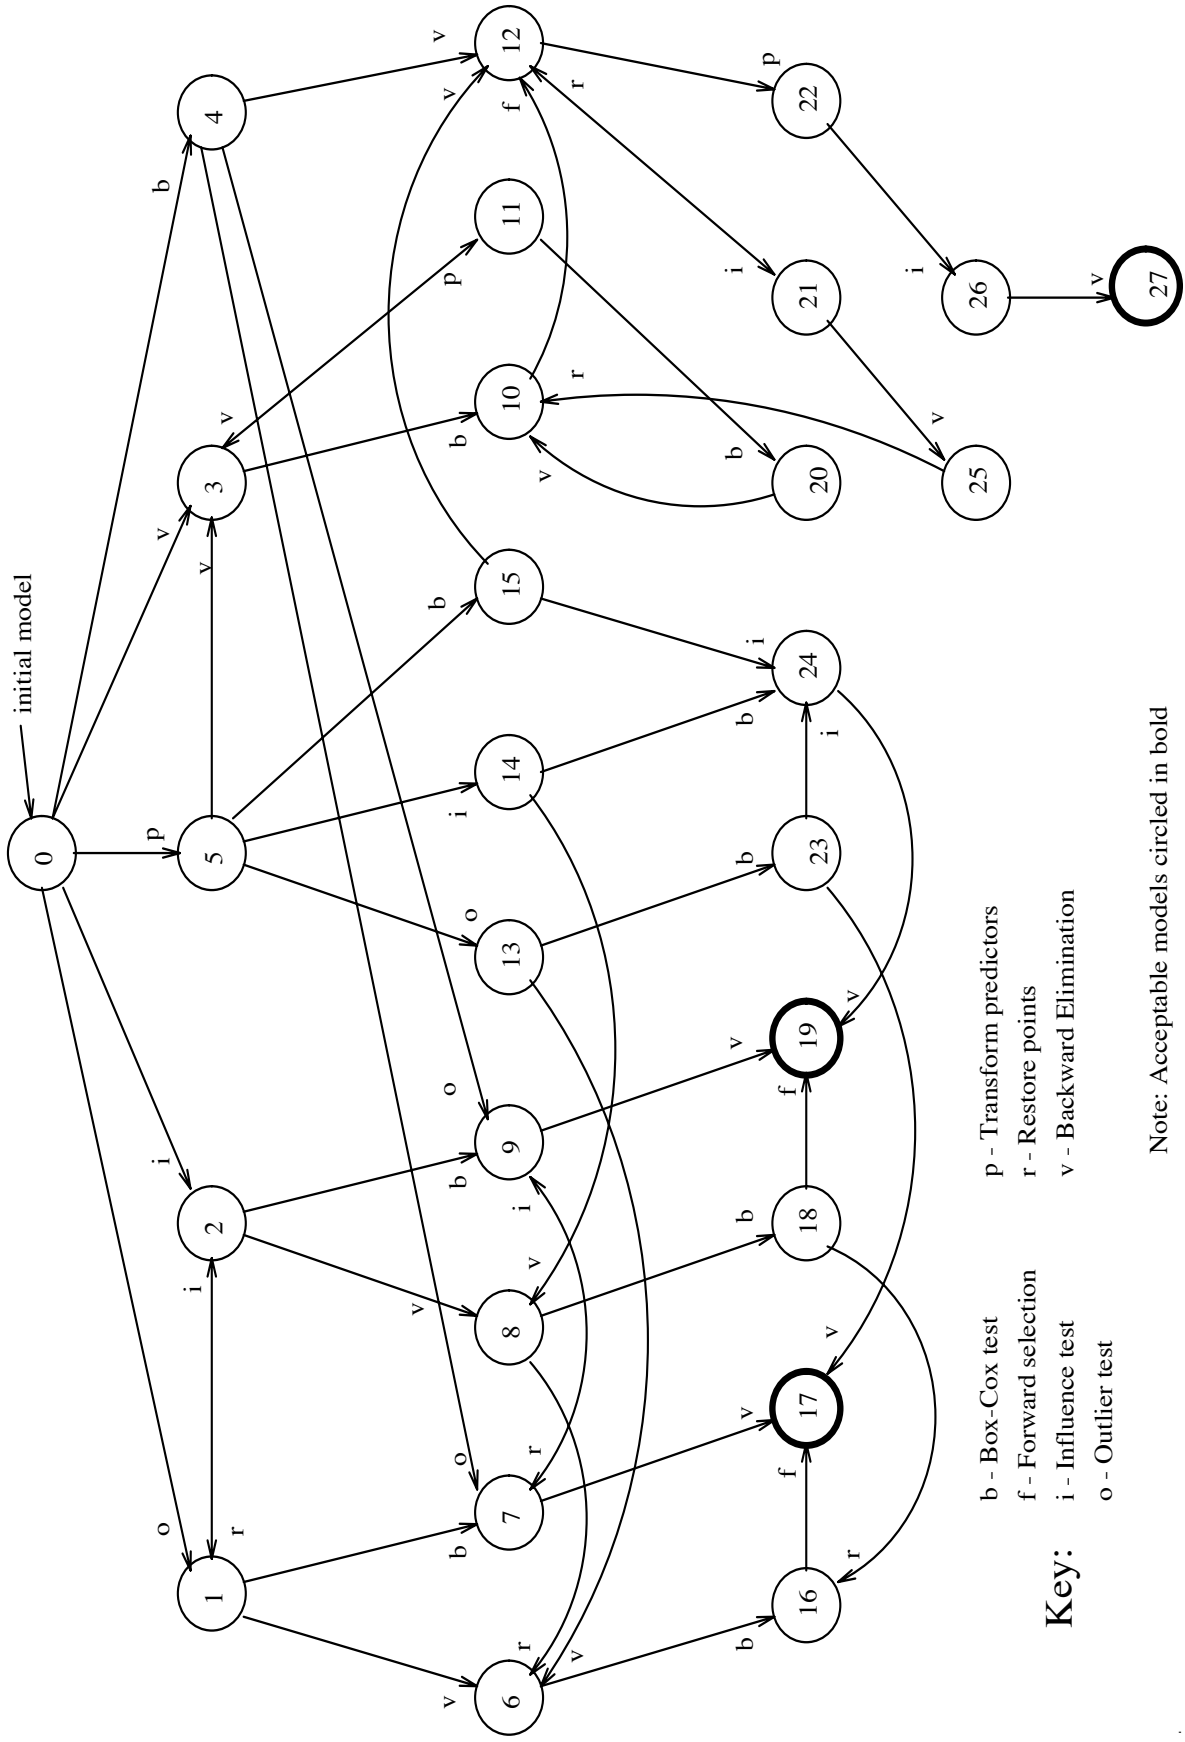 initial model
0
b
v
p
i
o
4
3
v
v
5
i
2
i
r
o
1
v
v
f
12
r
p
11
v
b
10
r
v
b
15
i
14
o
13
o
9
b
i
v
8
v
o
7
r
b
r
6
v
v
p
22
i
21
b
20
i
24
b
i
b
23
v
19
v
f
b
18
v
v
17
f
r
16
b
i
26
v
25
v
27
Key:
b - Box-Cox test
f - Forward selection
i - Influence test
o - Outlier test
p - Transform predictors
r - Restore points
v - Backward Elimination
Note: Acceptable models circled in bold